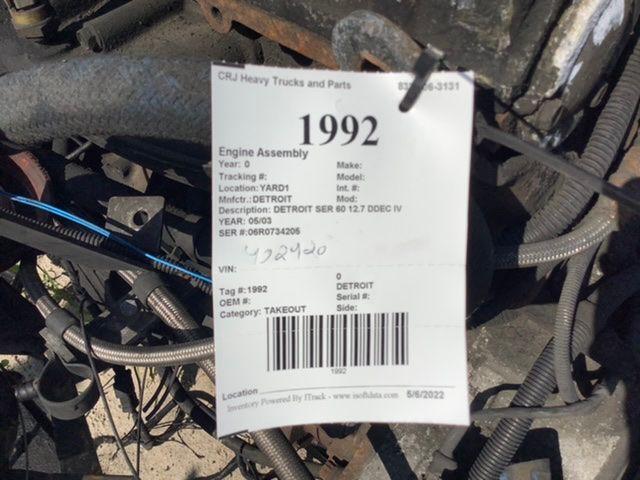 CRJ Heavy Trucks and Parts
1992
Engine Assembly
Year: 0 Make:
Tracking #: Model:
Location: YARD1 Int. #:
Mnfctr.: DETROIT Mod:
Description: DETROIT SER 60 12.7 DDEC IV
YEAR: 05/03
SER #:06R0734205
VIN:
0
Tag #:1992 DETROIT
OEM #: Serial #:
Category: TAKEOUT Side:
1992
Location
5/6/2022
Inventory Powered By ITrack - www.isoftdata.com